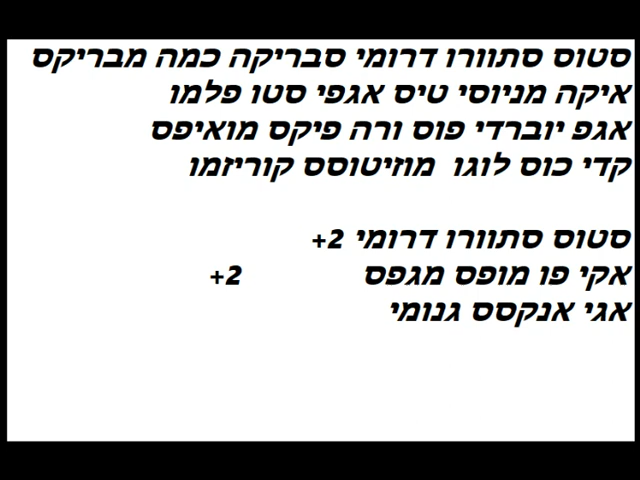 סטוס סתוורו דרומי סבריקה כמה מבריקס
איקה מניוסי טיס אגפי סטו פלמו
אגפ יוברדי פוס ורה פיקס מואיפס
קדי כוס לוגו מוזיטוסס קוריזמו
סטוס סתוורו דרומי 2+
אקי פו מופס מגפס 2+
אגי אנקסס גנומי